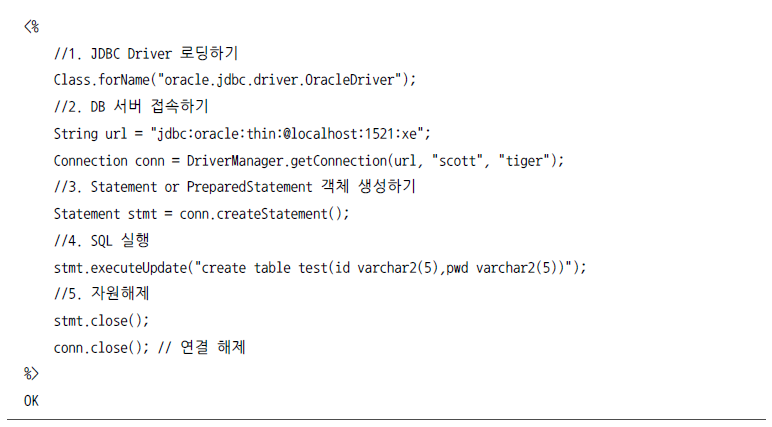 <%
//1. JDBC Driver 로딩하기
Class.forName("oracle.jdbc.driver.OracleDriver");
//2. DB 서버 접속하기
String url = "jdbc:oracle:thin:@localhost:1521:xe";
Connection conn = DriverManager.getConnection(url, "scott", "tiger");
//3. Statement or PreparedStatement 객체 생성하기
Statement stmt = conn.createStatement();
//4. SQL 실행
stmt.executeUpdate("create table test(id varchar2(5),pwd varchar2(5))");
//5. 자원해제
stmt.close();
conn.close(); // 연결 해제
%>
OK